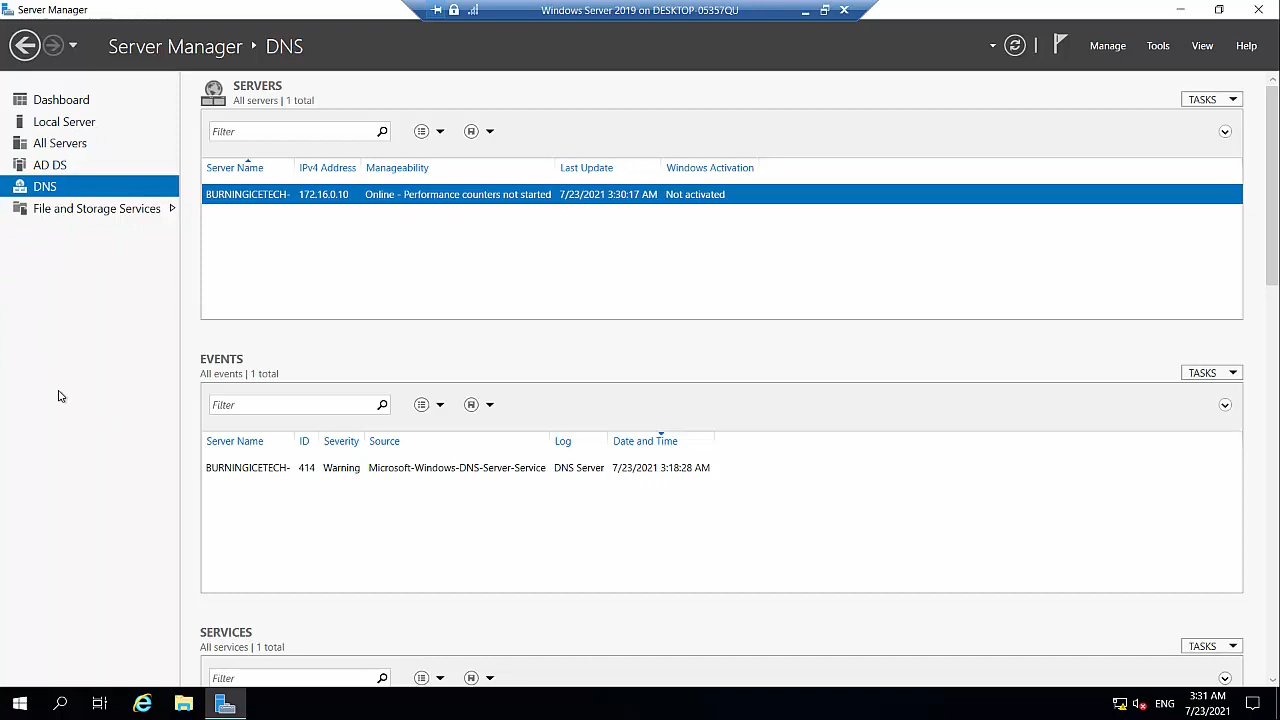 Server Manager
Windows Server 2019 on DESKTOP-05357QU
Server Manager ‣ DNS
Manage Tools View Help
Dashboard
Local Server
All Servers
AD DS
DNS
File and Storage Services
SERVERS
All servers | 1 total
TASKS
Filter
Server Name IPv4 Address Manageability Last Update Windows Activation
BURNINGICETECH- 172.16.0.10 Online - Performance counters not started 7/23/2021 3:30:17 AM Not activated
EVENTS
All events | 1 total
TASKS
Filter
Server Name ID Severity Source Log Date and Time
BURNINGICETECH- 414 Warning Microsoft-Windows-DNS-Server-Service DNS Server 7/23/2021 3:18:28 AM
SERVICES
All services | 1 total
TASKS
Filter
ENG
3:31 AM
7/23/2021